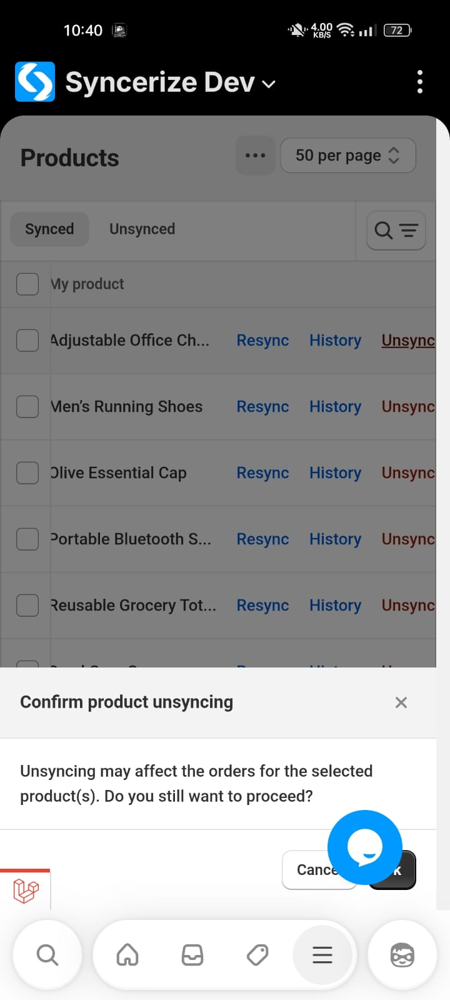 10:40
4.00
KB/S
72
Syncerize Dev
Products
50 per page
Synced
Unsynced
My product
Adjustable Office Ch... Resync History Unsync
Men’s Running Shoes Resync History Unsync
Olive Essential Cap Resync History Unsync
Portable Bluetooth S... Resync History Unsync
Reusable Grocery Tot... Resync History Unsync
Confirm product unsyncing
Unsyncing may affect the orders for the selected
product(s). Do you still want to proceed?